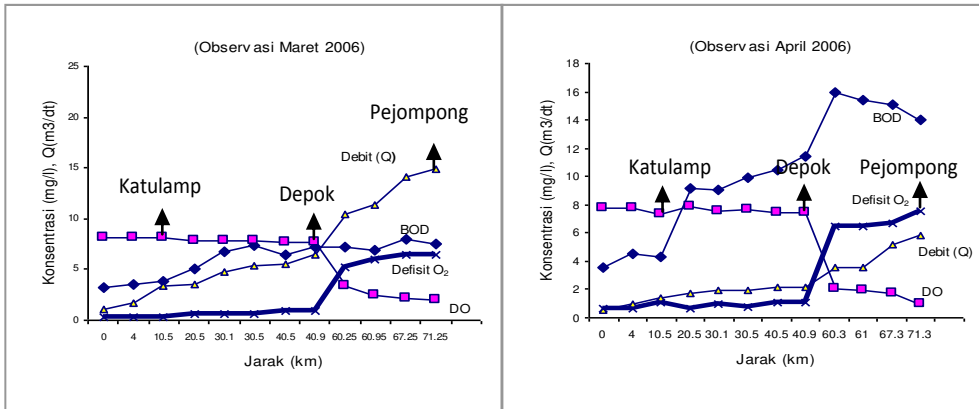 (Observasi Maret 2006)
Konsentrasi (mg/l), Q(m3/dt)
25
20
15
10
5
0
Katulamp
Depok
Pejompong
Debit (Q)
BOD
Defisit O₂
DO
0 4 10.5 20.5 30.1 30.5 40.5 40.9 60.25 60.95 67.25 71.25
Jarak (km)
(Observasi April 2006)
Konsentrasi (mg/l), Q(m3/dt)
18
16
14
12
10
8
6
4
2
0
Katulamp
Depok
Pejompong
BOD
Defisit O₂
Debit (Q)
DO
0 4 10.5 20.5 30.1 30.5 40.5 40.9 60.3 61 67.3 71.3
Jarak (km)